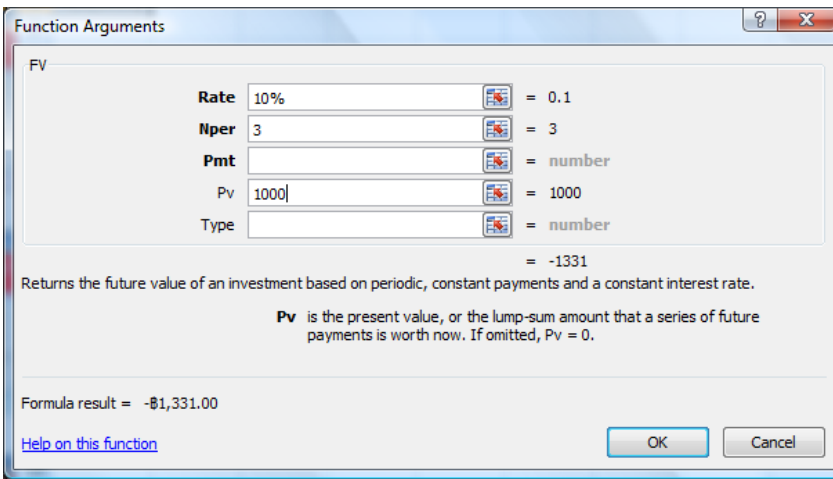 Function Arguments
FV
Rate 10% = 0.1
Nper 3 = 3
Pmt = number
Pv 1000 = 1000
Type = number
= -1331
Returns the future value of an investment based on periodic, constant payments and a constant interest rate.
Pv is the present value, or the lump-sum amount that a series of future
payments is worth now. If omitted, Pv = 0.
Formula result = -฿1,331.00
Help on this function OK Cancel